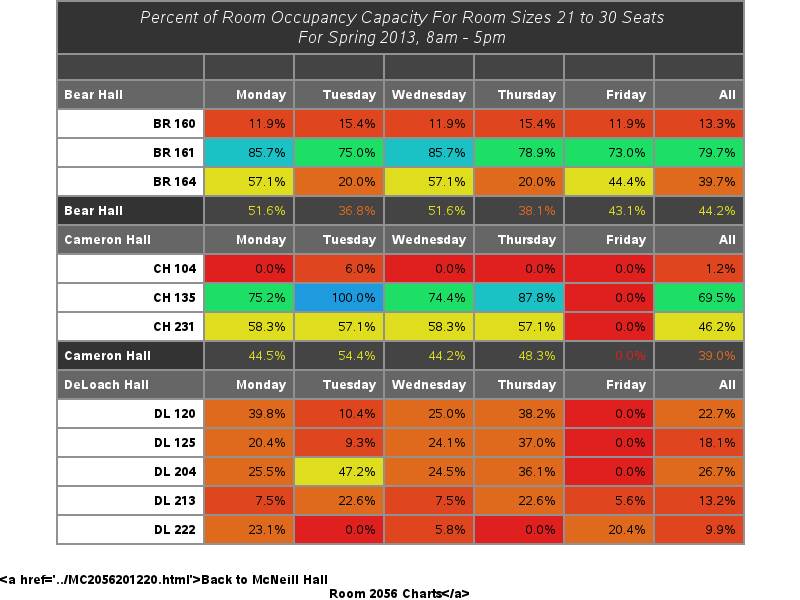 Percent of Room Occupancy Capacity For Room Sizes 21 to 30 Seats
For Spring 2013, 8am - 5pm
Bear Hall Monday Tuesday Wednesday Thursday Friday All
BR 160 11.9% 15.4% 11.9% 15.4% 11.9% 13.3%
BR 161 85.7% 75.0% 85.7% 78.9% 73.0% 79.7%
BR 164 57.1% 20.0% 57.1% 20.0% 44.4% 39.7%
Bear Hall 51.6% 36.8% 51.6% 38.1% 43.1% 44.2%
Cameron Hall Monday Tuesday Wednesday Thursday Friday All
CH 104 0.0% 6.0% 0.0% 0.0% 0.0% 1.2%
CH 135 75.2% 100.0% 74.4% 87.8% 0.0% 69.5%
CH 231 58.3% 57.1% 58.3% 57.1% 0.0% 46.2%
Cameron Hall 44.5% 54.4% 44.2% 48.3% 0.0% 39.0%
DeLoach Hall Monday Tuesday Wednesday Thursday Friday All
DL 120 39.8% 10.4% 25.0% 38.2% 0.0% 22.7%
DL 125 20.4% 9.3% 24.1% 37.0% 0.0% 18.1%
DL 204 25.5% 47.2% 24.5% 36.1% 0.0% 26.7%
DL 213 7.5% 22.6% 7.5% 22.6% 5.6% 13.2%
DL 222 23.1% 0.0% 5.8% 0.0% 20.4% 9.9%
<a href='../MC2056201220.html'>Back to McNeill Hall
Room 2056 Charts</a>